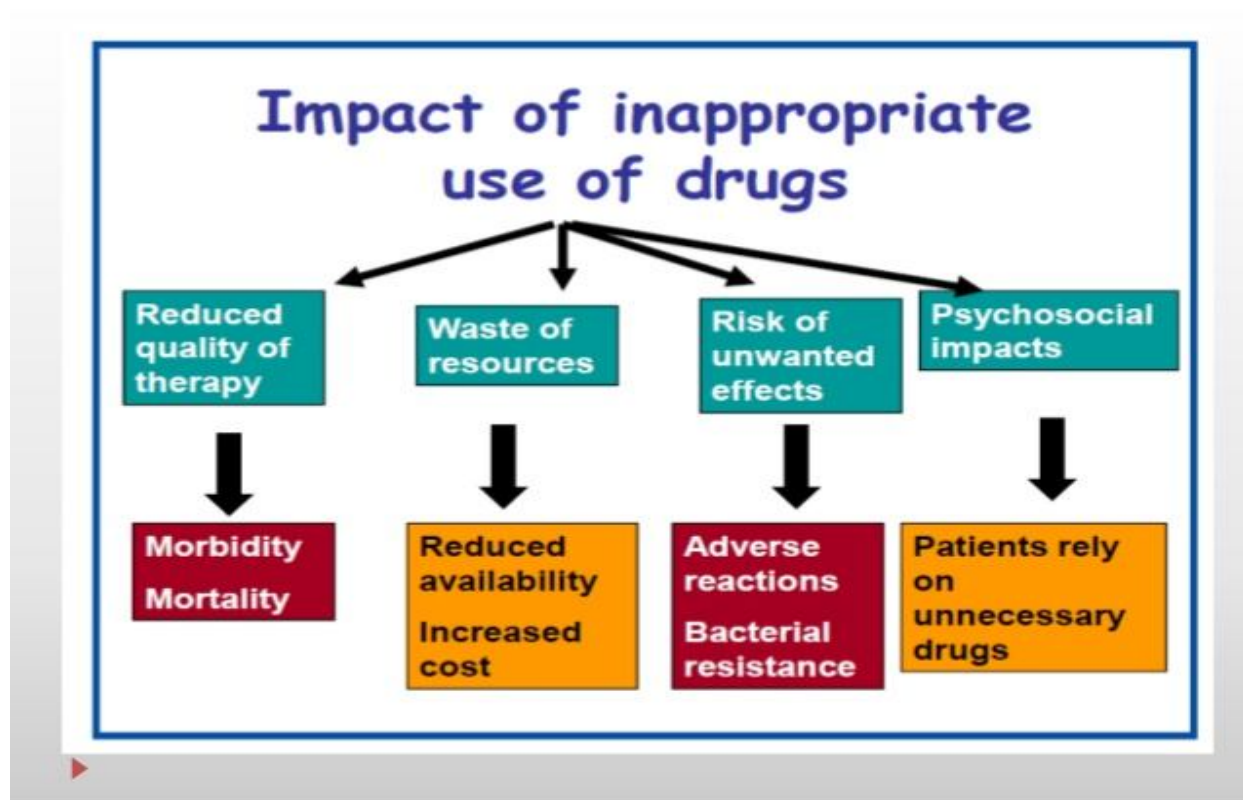 Impact of inappropriate
use of drugs
Reduced
quality of
therapy
Waste of
resources
Risk of
unwanted
effects
Psychosocial
impacts
Morbidity
Mortality
Reduced
availability
Increased
cost
Adverse
reactions
Bacterial
resistance
Patients rely
on
unnecessary
drugs